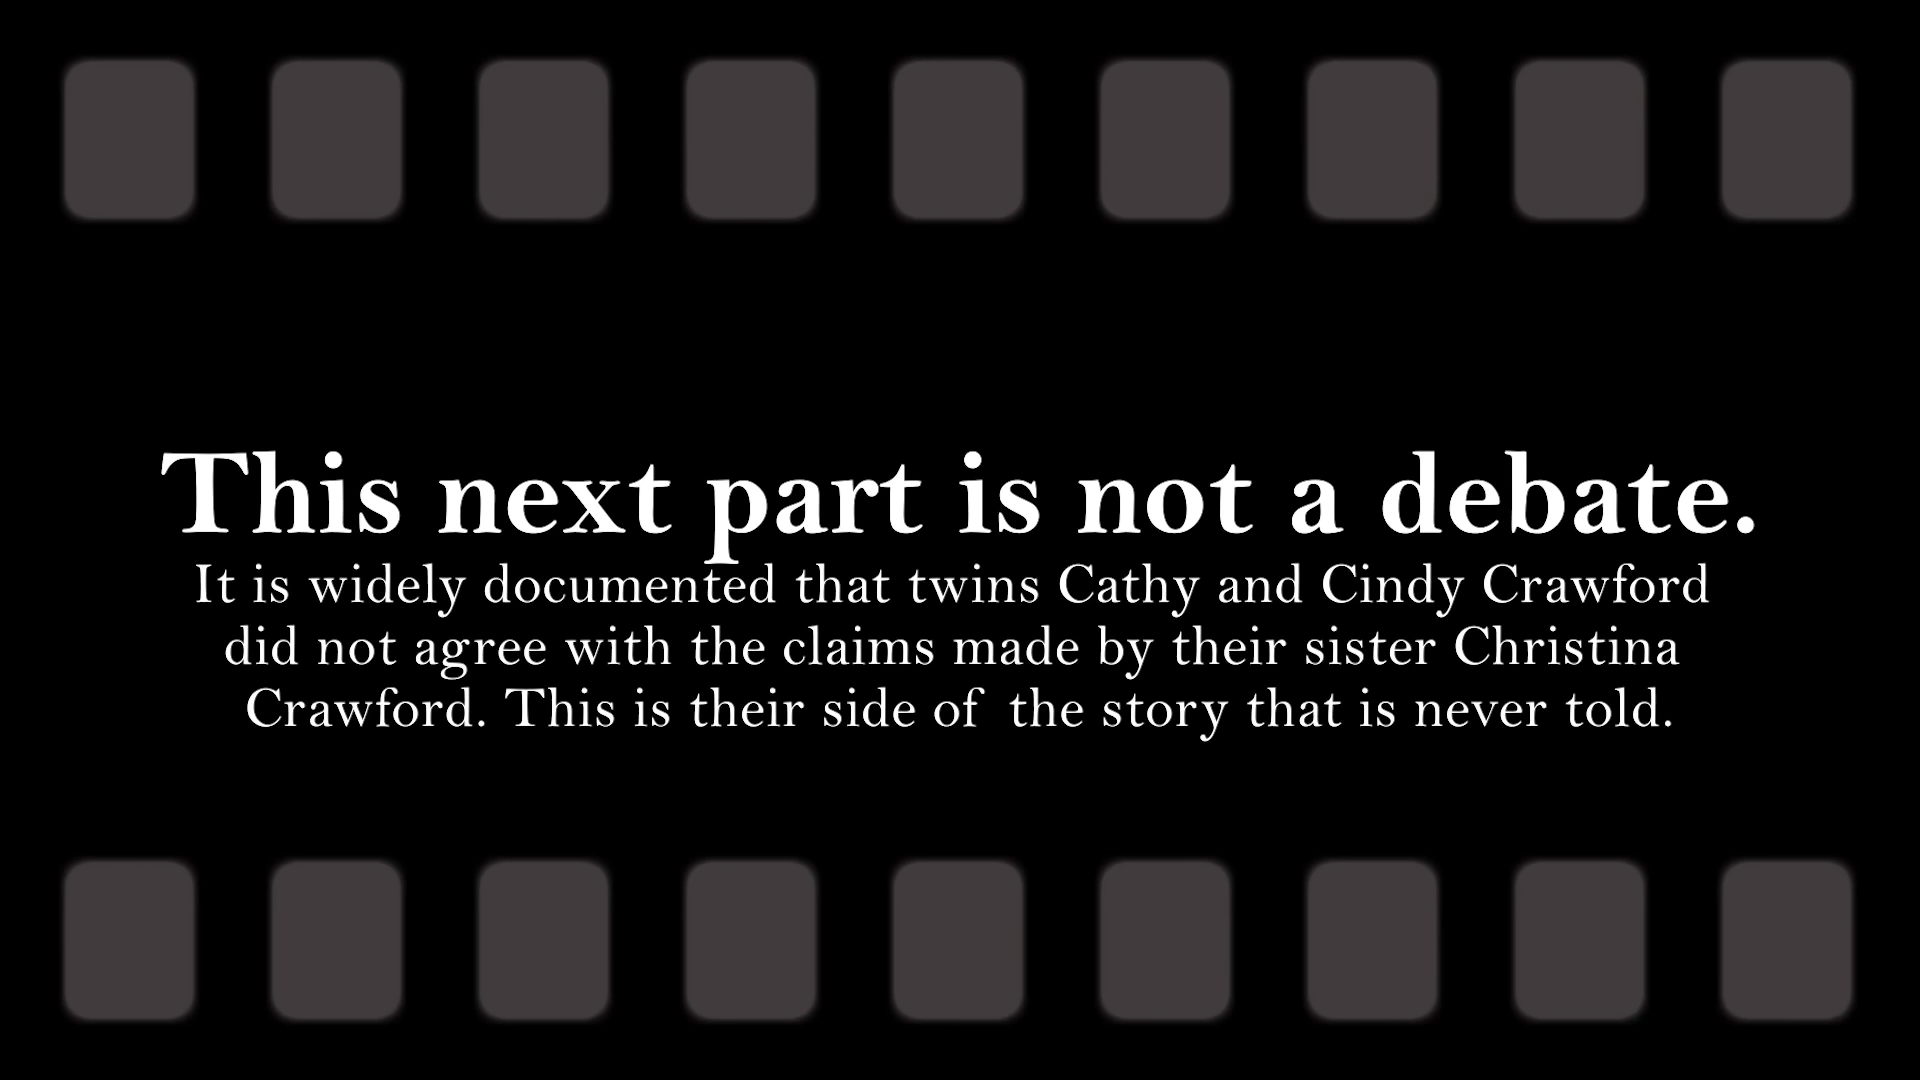 This next part is not a debate.
It is widely documented that twins Cathy and Cindy Crawford
did not agree with the claims made by their sister Christina
Crawford. This is their side of the story that is never told.